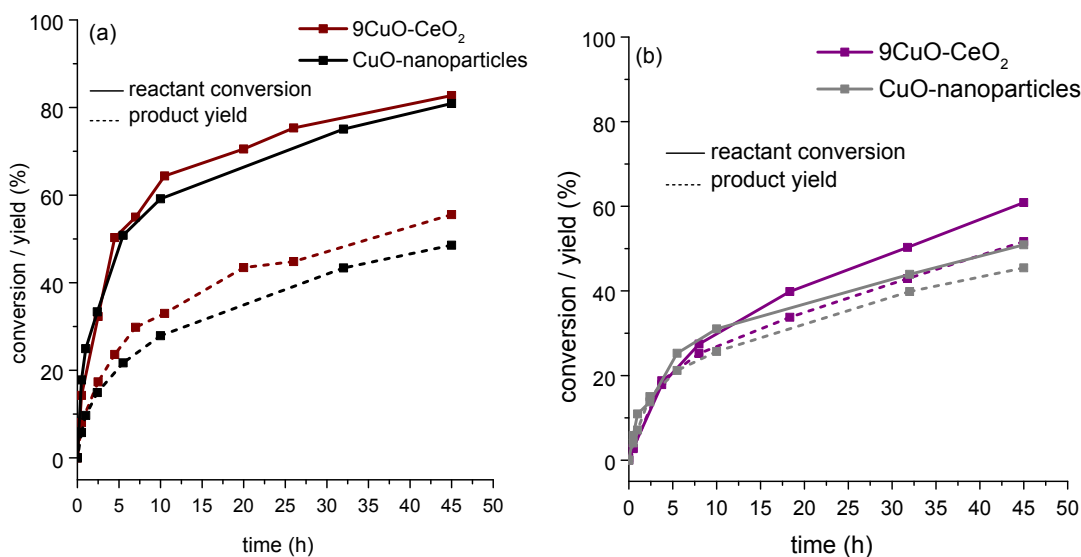 (a)
9CuO-CeO₂
CuO-nanoparticles
reactant conversion
product yield
100
80
60
40
20
0
conversion / yield (%)
0 5 10 15 20 25 30 35 40 45 50
time (h)
(b)
9CuO-CeO₂
CuO-nanoparticles
reactant conversion
product yield
100
80
60
40
20
0
conversion / yield (%)
0 5 10 15 20 25 30 35 40 45 50
time (h)